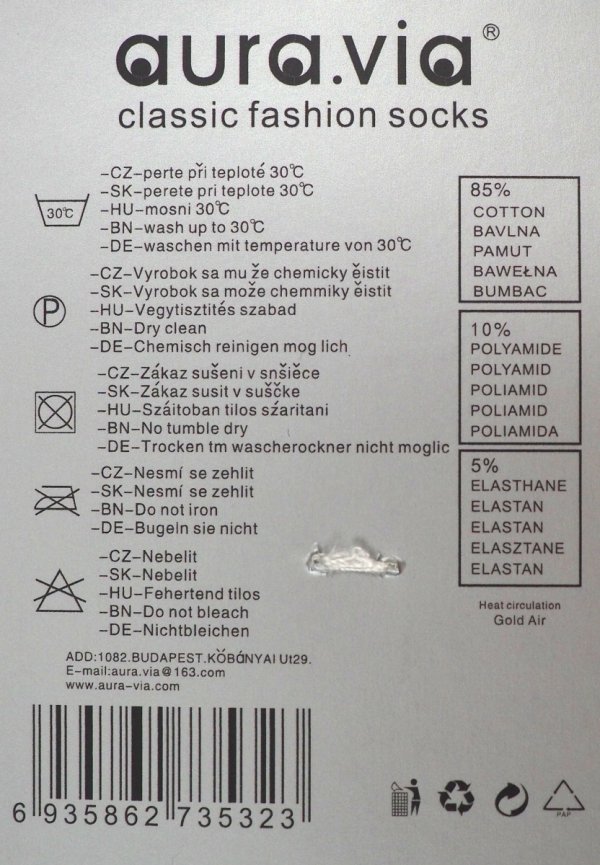 aura.via®
classic fashion socks
30℃
-CZ-perte při teploté 30℃
-SK-perete pri teplote 30℃
-HU-mosni 30℃
-BN-wash up to 30℃
-DE-waschen mit temperature von 30℃
P
-CZ-Vyrobok sa mu že chemicky ěistit
-SK-Vyrobok sa može chemmiky ěistit
-HU-Vegytisztités szabad
-BN-Dry clean
-DE-Chemisch reinigen mog lich
-CZ-Zákaz sušeni v snšièce
-SK-Zákaz susit v suščke
-HU-Száitoban tilos sźaritani
-BN-No tumble dry
-DE-Trocken tm wascherockner nicht moglic
-CZ-Nesmí se zehlit
-SK-Nesmí se zehlit
-BN-Do not iron
-DE-Bugeln sie nicht
-CZ-Nebelit
-SK-Nebelit
-HU-Fehertend tilos
-BN-Do not bleach
-DE-Nichtbleichen
85%
COTTON
BAVLNA
PAMUT
BAWEŁNA
BUMBAC
10%
POLYAMIDE
POLYAMID
POLIAMID
POLIAMID
POLIAMIDA
5%
ELASTHANE
ELASTAN
ELASTAN
ELASZTANE
ELASTAN
Heat circulation
Gold Air
ADD:1082.BUDAPEST.KŎBÁNYAI Ut29.
E-mail:aura.via@163.com
www.aura-via.com
6 935862 735323
PAP